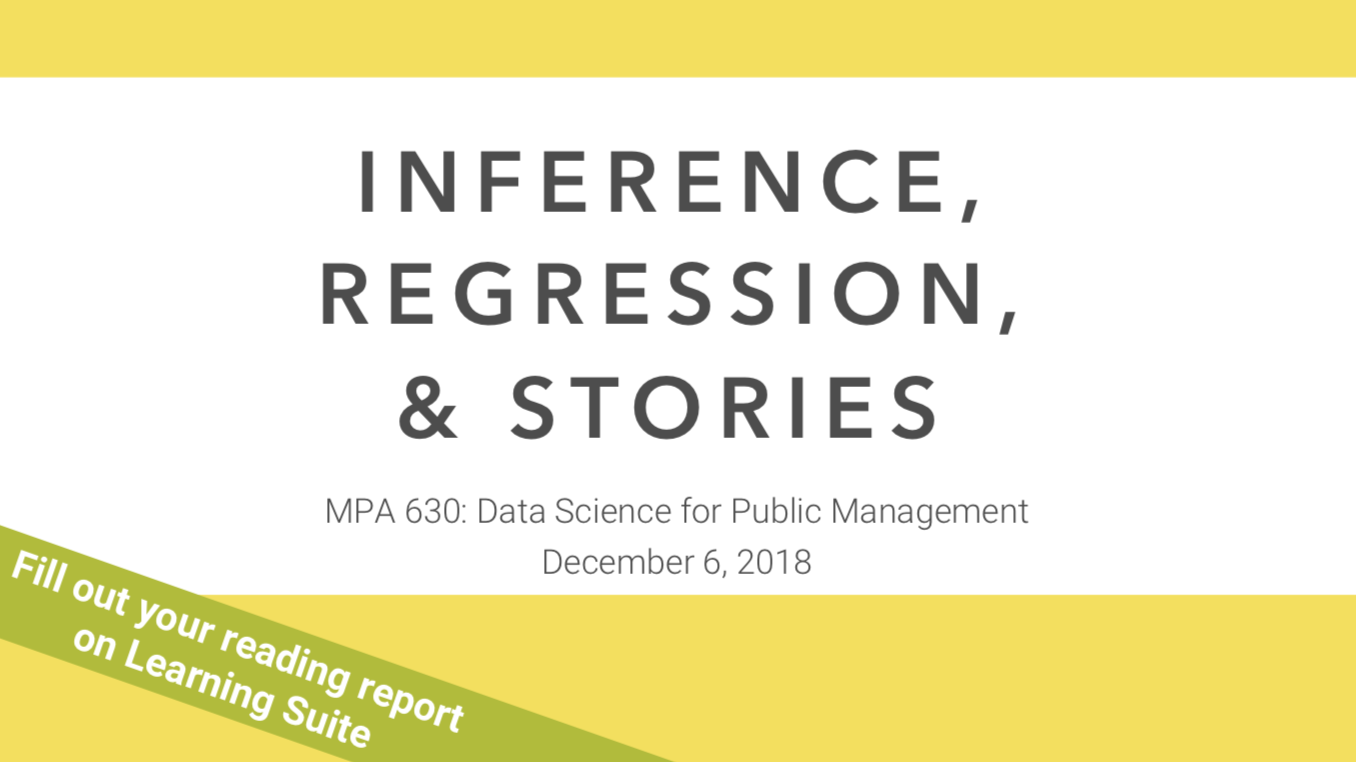 INFERENCE,
REGRESSION,
& STORIES
MPA 630: Data Science for Public Management
December 6, 2018
Fill out your reading report
on Learning Suite